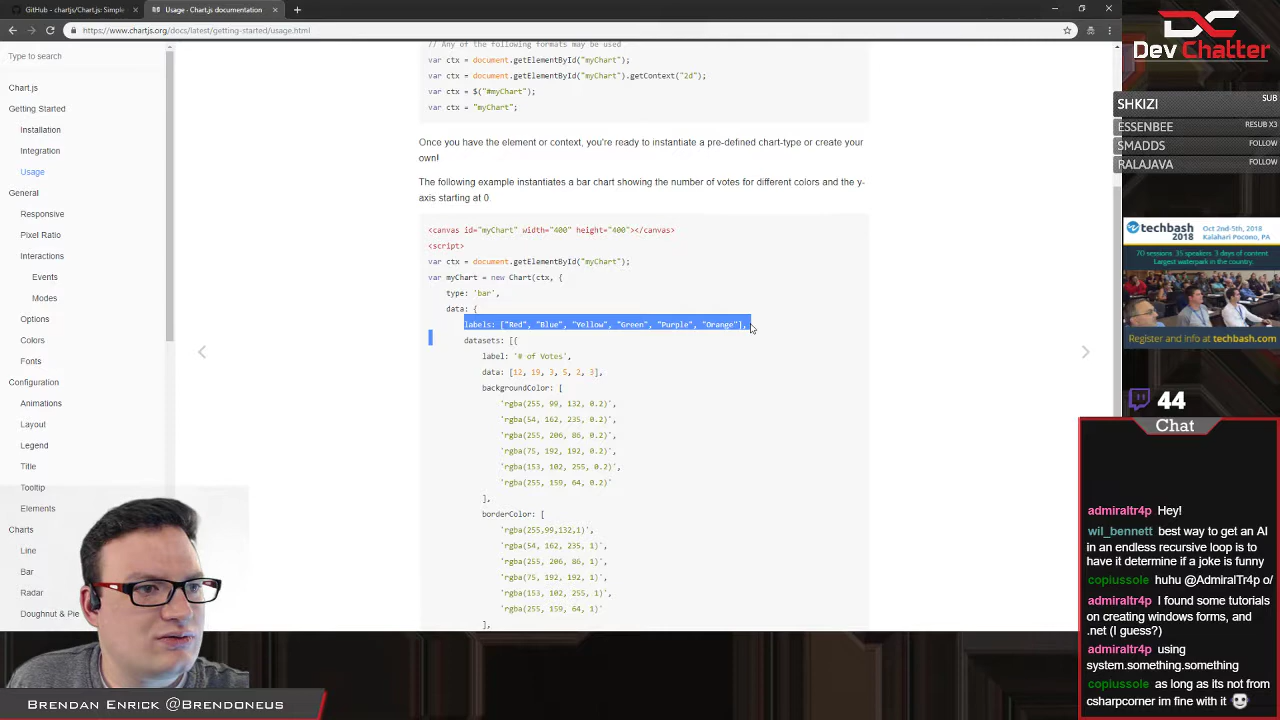 GitHub - chartjs/Chart.js: Simple
Usage · Chart.js documentation
https://www.chartjs.org/docs/latest/getting-started/usage.html
Type to search
Chart.js
Getting Started
Installation
Integration
Usage
General
Responsive
Pixel Ratio
Interactions
Events
Modes
Options
Colors
Fonts
Configuration
Animations
Layout
Legend
Title
Tooltip
Elements
Charts
Line
Bar
Radar
Doughnut & Pie
// Any of the following formats may be used
var ctx = document.getElementById("myChart");
var ctx = document.getElementById("myChart").getContext("2d");
var ctx = $("#myChart");
var ctx = "myChart";
Once you have the element or context, you're ready to instantiate a pre-defined chart-type or create your
own!
The following example instantiates a bar chart showing the number of votes for different colors and the y-
axis starting at 0.
<canvas id="myChart" width="400" height="400"></canvas>
<script>
var ctx = document.getElementById("myChart");
var myChart = new Chart(ctx, {
type: 'bar',
data: {
labels: ["Red", "Blue", "Yellow", "Green", "Purple", "Orange"],
datasets: [{
label: '# of Votes',
data: [12, 19, 3, 5, 2, 3],
backgroundColor: [
'rgba(255, 99, 132, 0.2)',
'rgba(54, 162, 235, 0.2)',
'rgba(255, 206, 86, 0.2)',
'rgba(75, 192, 192, 0.2)',
'rgba(153, 102, 255, 0.2)',
'rgba(255, 159, 64, 0.2)'
],
borderColor: [
'rgba(255,99,132,1)',
'rgba(54, 162, 235, 1)',
'rgba(255, 206, 86, 1)',
'rgba(75, 192, 192, 1)',
'rgba(153, 102, 255, 1)',
'rgba(255, 159, 64, 1)'
],
DC
Dev Chatter
SHKIZI SUB
ESSENBEE RESUB X3
SMADDS FOLLOW
RALAJAVA FOLLOW
techbash 2018
Oct 2nd-5th, 2018
Kalahari Pocono, PA
70 sessions 35 speakers 3 days of content
Largest waterpark in the country.
Register and info at techbash.com
44
Chat
admiraltr4p Hey!
wil_bennett best way to get an AI
in an endless recursive loop is to
have it determine if a joke is funny
copiussole huhu @AdmiralTr4p o/
admiraltr4p I found some tutorials
on creating windows forms, and
.net (I guess?)
admiraltr4p using
system.something.something
copiussole as long as its not from
csharpcorner im fine with it
BRENDAN ENRICK @BRENDONEUS